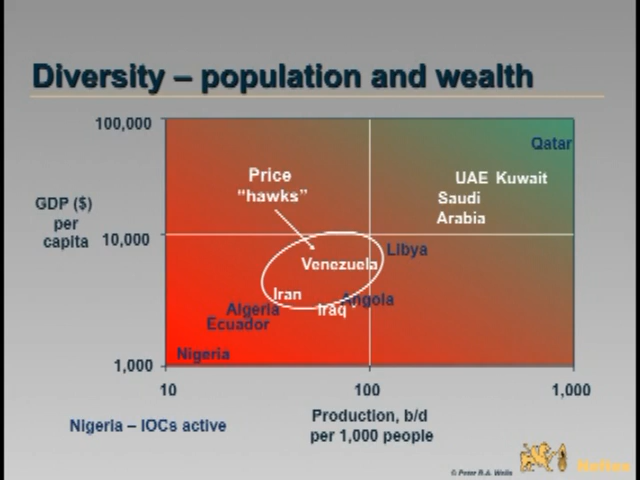 Diversity – population and wealth
100,000
Qatar
Price
"hawks"
UAE Kuwait
Saudi
Arabia
GDP ($)
per
capita
10,000
Libya
Venezuela
Iran
Angola
Algeria
Iraq
Ecuador
Nigeria
1,000
10
100
1,000
Nigeria – IOCs active
Production, b/d
per 1,000 people
© Peter R.A. Wells